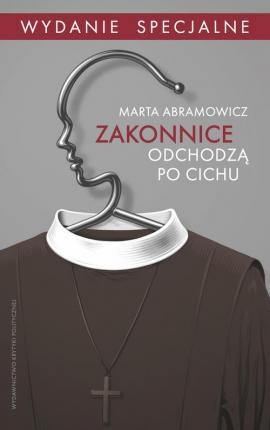 WYDANIE SPECJALNE
MARTA ABRAMOWICZ
ZAKONNICE
ODCHODZĄ
PO CICHU
WYDAWNICTWO KRYTYKI POLITYCZNEJ